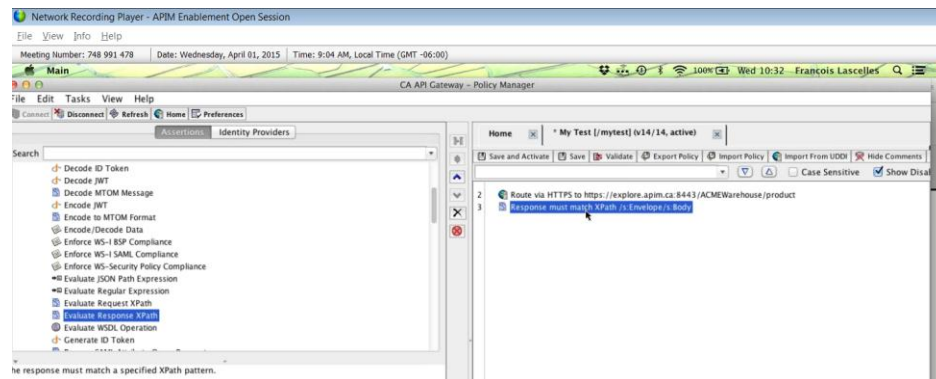 Network Recording Player - APIM Enablement Open Session
File View Info Help
Meeting Number: 748 991 478 Date: Wednesday, April 01, 2015 Time: 9:04 AM, Local Time (GMT -06:00)
Main 100% Wed 10:32 Francois Lascelles
CA API Gateway - Policy Manager
File Edit Tasks View Help
Connect Disconnect Refresh Home Preferences
Assertions Identity Providers
Search
Decode ID Token
Decode JWT
Decode MTOM Message
Encode JWT
Encode to MTOM Format
Encode/Decode Data
Enforce WS-I BSP Compliance
Enforce WS-I SAML Compliance
Enforce WS-Security Policy Compliance
Evaluate JSON Path Expression
Evaluate Regular Expression
Evaluate Request XPath
Evaluate Response XPath
Evaluate WSDL Operation
Generate ID Token
he response must match a specified XPath pattern.
Home * My Test [/mytest] (v14/14, active)
Save and Activate Save Validate Export Policy Import Policy Import From UDDI Hide Comments
Case Sensitive Show Disal
2 Route via HTTPS to https://explore.apim.ca:8443/ACMEWarehouse/product
3 Response must match XPath /s:Envelope/s:Body